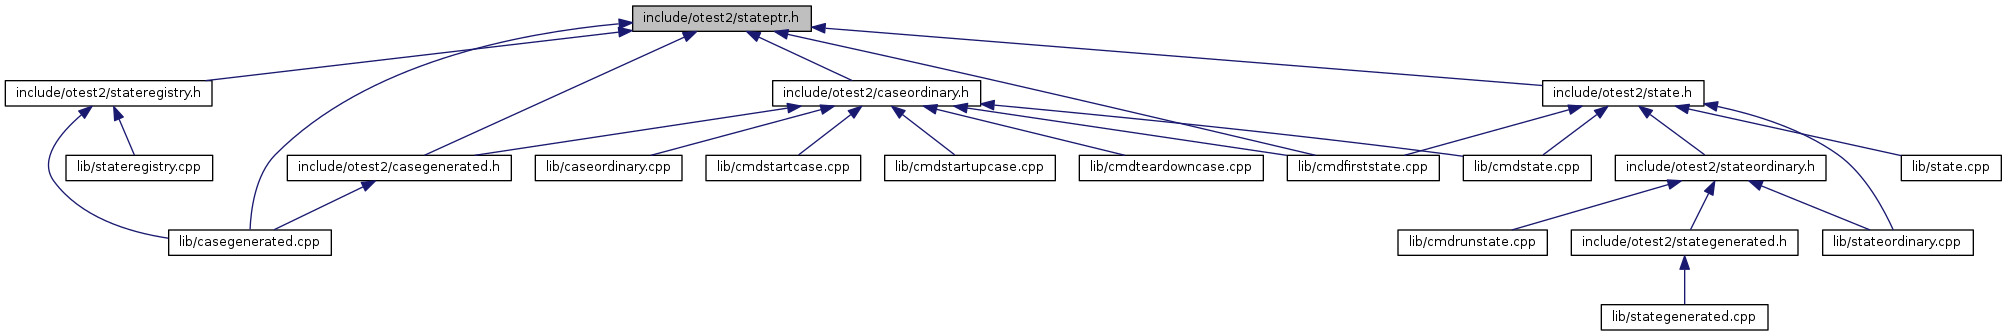 include/otest2/stateptr.h
include/otest2/stateregistry.h
include/otest2/caseordinary.h
include/otest2/state.h
lib/stateregistry.cpp
include/otest2/casegenerated.h
lib/caseordinary.cpp
lib/cmdstartcase.cpp
lib/cmdstartupcase.cpp
lib/cmdteardowncase.cpp
lib/cmdfirststate.cpp
lib/cmdstate.cpp
include/otest2/stateordinary.h
lib/state.cpp
lib/casegenerated.cpp
lib/cmdrunstate.cpp
include/otest2/stategenerated.h
lib/stateordinary.cpp
lib/stategenerated.cpp